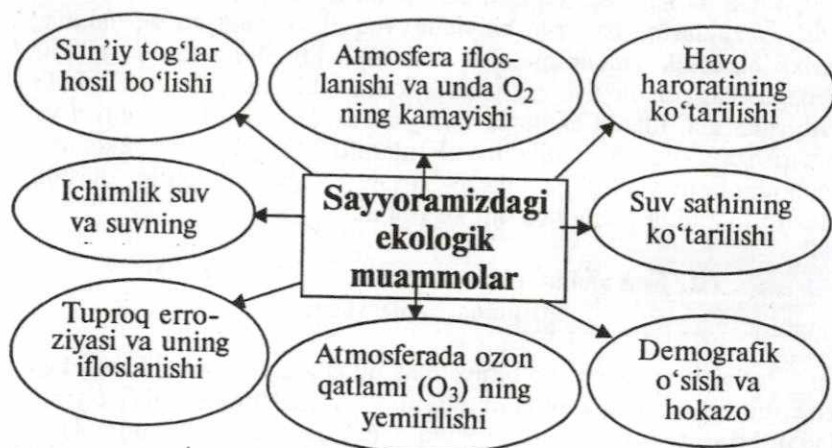 Sun’iy tog‘lar
hosil bo‘lishi
Atmosfera iflos-
lanishi va unda O₂
ning kamayishi
Havo
haroratining
ko‘tarilishi
Ichimlik suv
va suvning
Sayyoramizdagi
ekologik
muammolar
Suv sathining
ko‘tarilishi
Tuproq erro-
ziyasi va uning
ifloslanishi
Atmosferada ozon
qatlami (O₃) ning
yemirilishi
Demografik
o‘sish va
hokazo